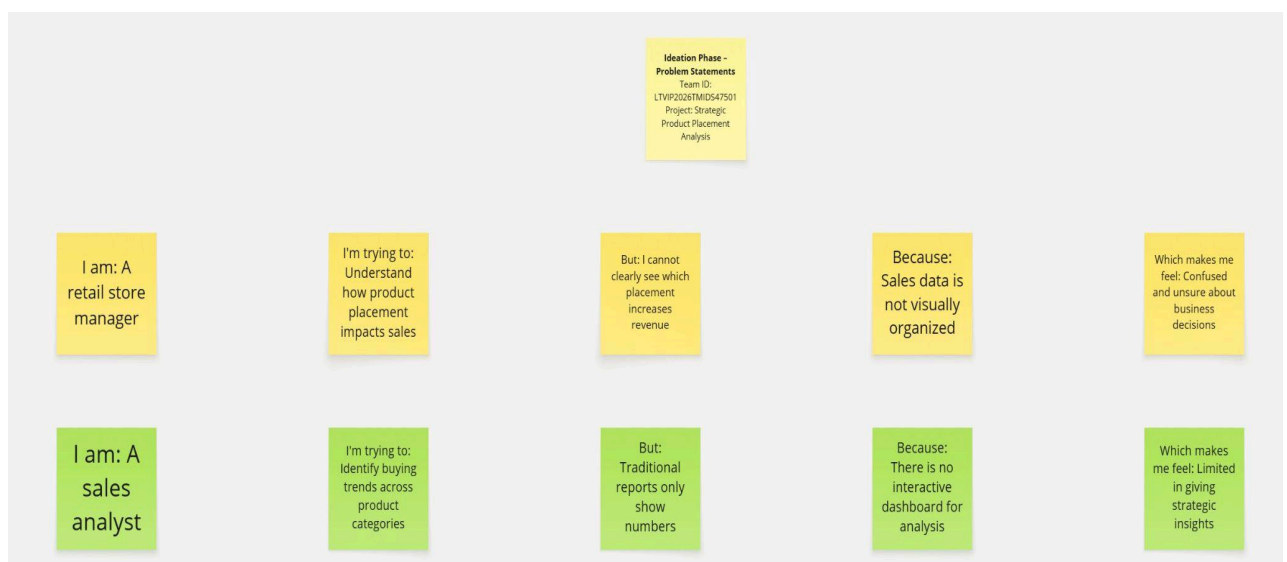 Ideation Phase –
Problem Statements
Team ID:
LTVIP2026TMIDS47501
Project: Strategic
Product Placement
Analysis
I am: A
retail store
manager
I'm trying to:
Understand
how product
placement
impacts sales
But: I cannot
clearly see which
placement
increases
revenue
Because:
Sales data is
not visually
organized
Which makes me
feel: Confused
and unsure about
business
decisions
I am: A
sales
analyst
I'm trying to:
Identify buying
trends across
product
categories
But:
Traditional
reports only
show
numbers
Because:
There is no
interactive
dashboard for
analysis
Which makes
me feel: Limited
in giving
strategic
insights